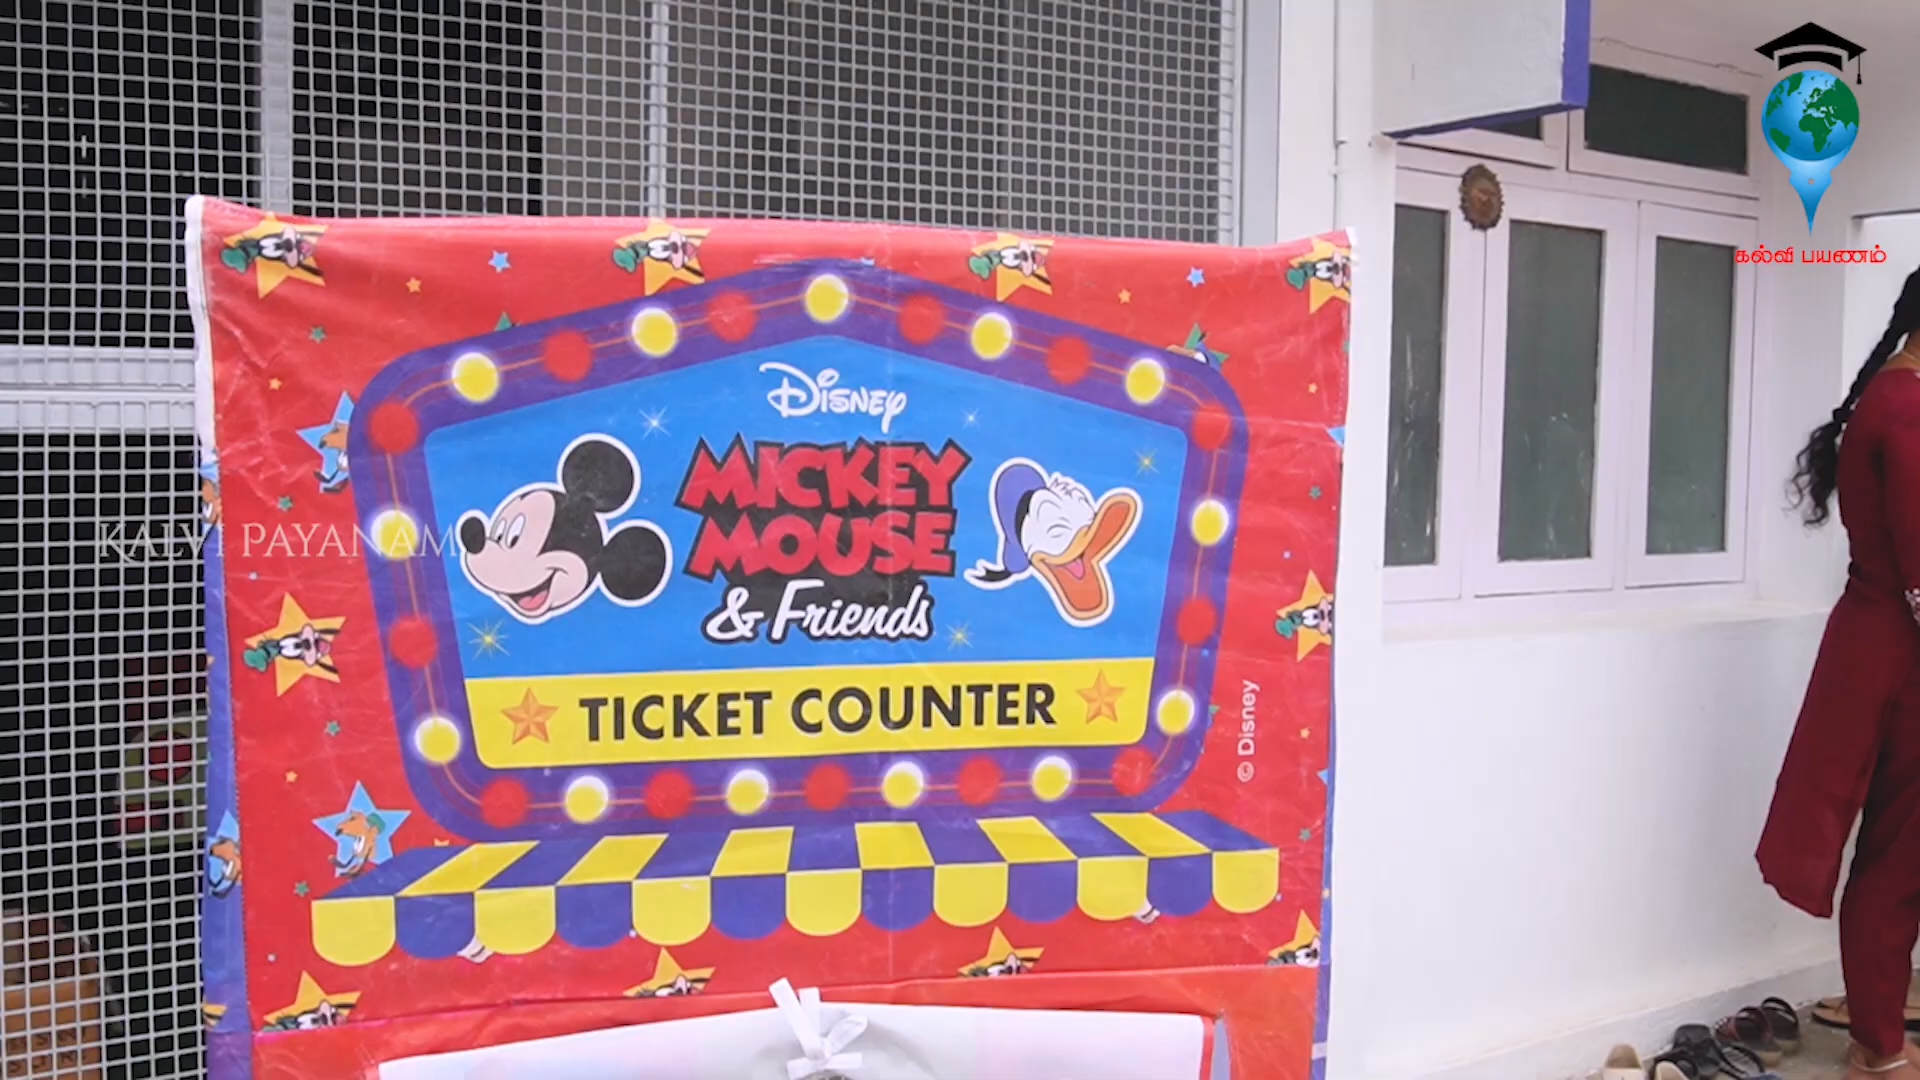 கல்வி பயணம்
DISNEY
MICKEY
MOUSE
& Friends
KALVI PAYANAM
TICKET COUNTER
© Disney